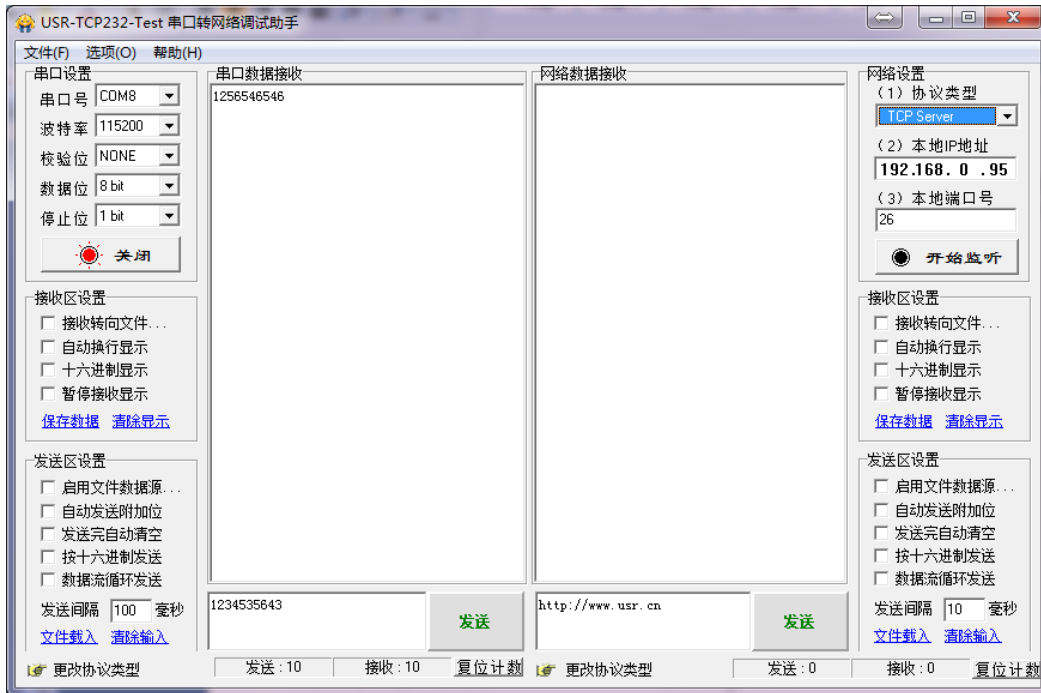 USR-TCP232-Test 串口转网络调试助手
文件(F) 选项(O) 帮助(H)
串口设置
串口号 COM8
波特率 115200
校验位 NONE
数据位 8 bit
停止位 1 bit
关闭
接收区设置
接收转向文件...
自动换行显示
十六进制显示
暂停接收显示
保存数据 清除显示
发送区设置
启用文件数据源...
自动发送附加位
发送完自动清空
按十六进制发送
数据流循环发送
发送间隔 100 毫秒
文件载入 清除输入
串口数据接收
1256546546
1234535643
发送
网络数据接收
http://www.usr.cn
发送
网络设置
(1) 协议类型
TCP Server
(2) 本地IP地址
192.168. 0 .95
(3) 本地端口号
26
开始监听
接收区设置
接收转向文件...
自动换行显示
十六进制显示
暂停接收显示
保存数据 清除显示
发送区设置
启用文件数据源...
自动发送附加位
发送完自动清空
按十六进制发送
数据流循环发送
发送间隔 10 毫秒
文件载入 清除输入
更改协议类型 发送:10 接收:10 复位计数 更改协议类型 发送:0 接收:0 复位计数